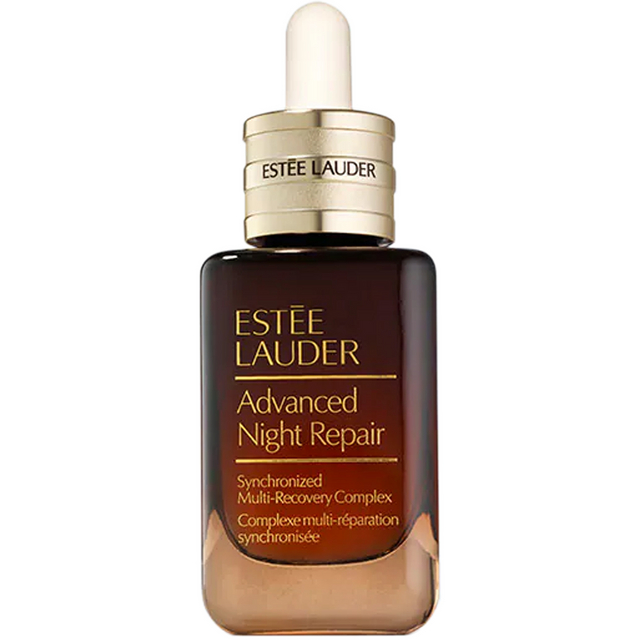 ESTĒE LAUDER
ESTĒE
LAUDER
Advanced
Night Repair
Synchronized
Multi-Recovery Complex
Complexe multi-réparation
synchronisée